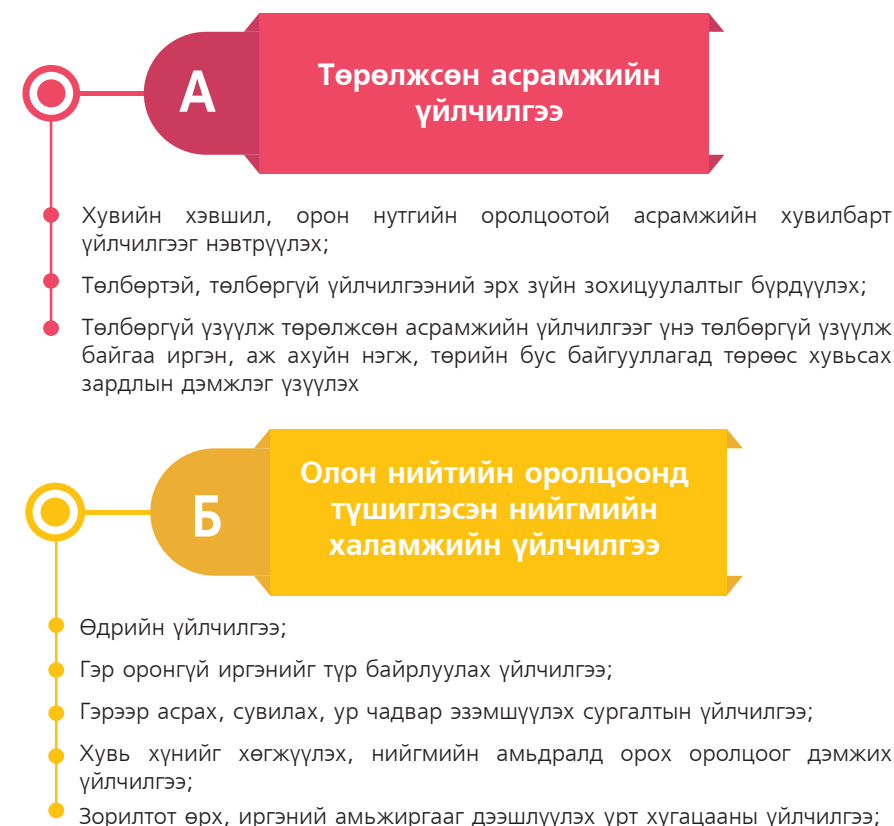 А
Төрөлжсөн асрамжийн
үйлчилгээ
Хувийн хэвшил, орон нутгийн оролцоотой асрамжийн хувилбарт
үйлчилгээг нэвтрүүлэх;
Төлбөртэй, төлбөргүй үйлчилгээний эрх зүйн зохицуулалтыг бүрдүүлэх;
Төлбөргүй үзүүлж төрөлжсөн асрамжийн үйлчилгээг үнэ төлбөргүй үзүүлж
байгаа иргэн, аж ахуйн нэгж, төрийн бус байгууллагад төрөөс хувьсах
зардлын дэмжлэг үзүүлэх
Б
Олон нийтийн оролцоонд
түшиглэсэн нийгмийн
халамжийн үйлчилгээ
Өдрийн үйлчилгээ;
Гэр оронгүй иргэнийг түр байрлуулах үйлчилгээ;
Гэрээр асрах, сувилах, ур чадвар эзэмшүүлэх сургалтын үйлчилгээ;
Хувь хүнийг хөгжүүлэх, нийгмийн амьдралд орох оролцоог дэмжих
үйлчилгээ;
Зорилтот өрх, иргэний амьжиргааг дээшлүүлэх урт хугацааны үйлчилгээ;